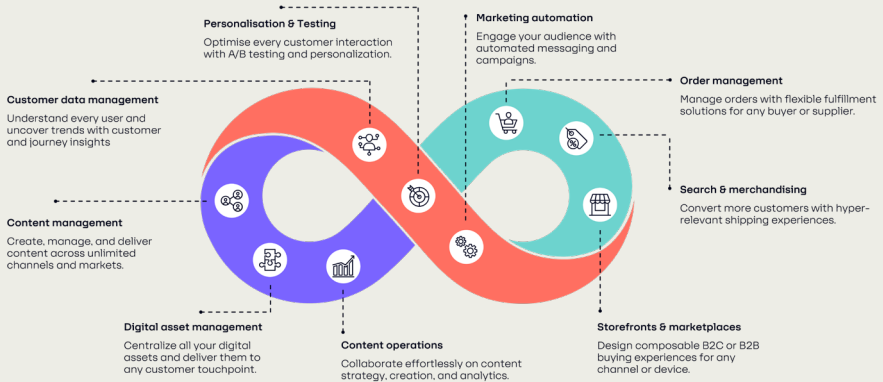 Personalisation & Testing
Optimise every customer interaction
with A/B testing and personalization.
Marketing automation
Engage your audience with
automated messaging and
campaigns.
Customer data management
Understand every user and
uncover trends with customer
and journey insights
Order management
Manage orders with flexible fulfillment
solutions for any buyer or supplier.
Content management
Create, manage, and deliver
content across unlimited
channels and markets.
Search & merchandising
Convert more customers with hyper-
relevant shipping experiences.
Digital asset management
Centralize all your digital
assets and deliver them to
any customer touchpoint.
Content operations
Collaborate effortlessly on content
strategy, creation, and analytics.
Storefronts & marketplaces
Design composable B2C or B2B
buying experiences for any
channel or device.